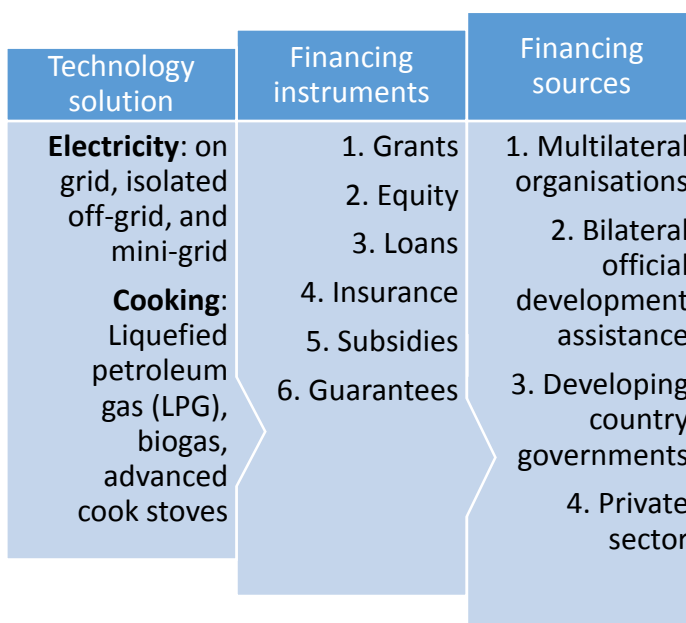 Technology
solution
Electricity: on
grid, isolated
off-grid, and
mini-grid
Cooking:
Liquefied
petroleum
gas (LPG),
biogas,
advanced
cook stoves
Financing
instruments
1. Grants
2. Equity
3. Loans
4. Insurance
5. Subsidies
6. Guarantees
Financing
sources
1. Multilateral
organisations
2. Bilateral
official
development
assistance
3. Developing
country
governments
4. Private
sector